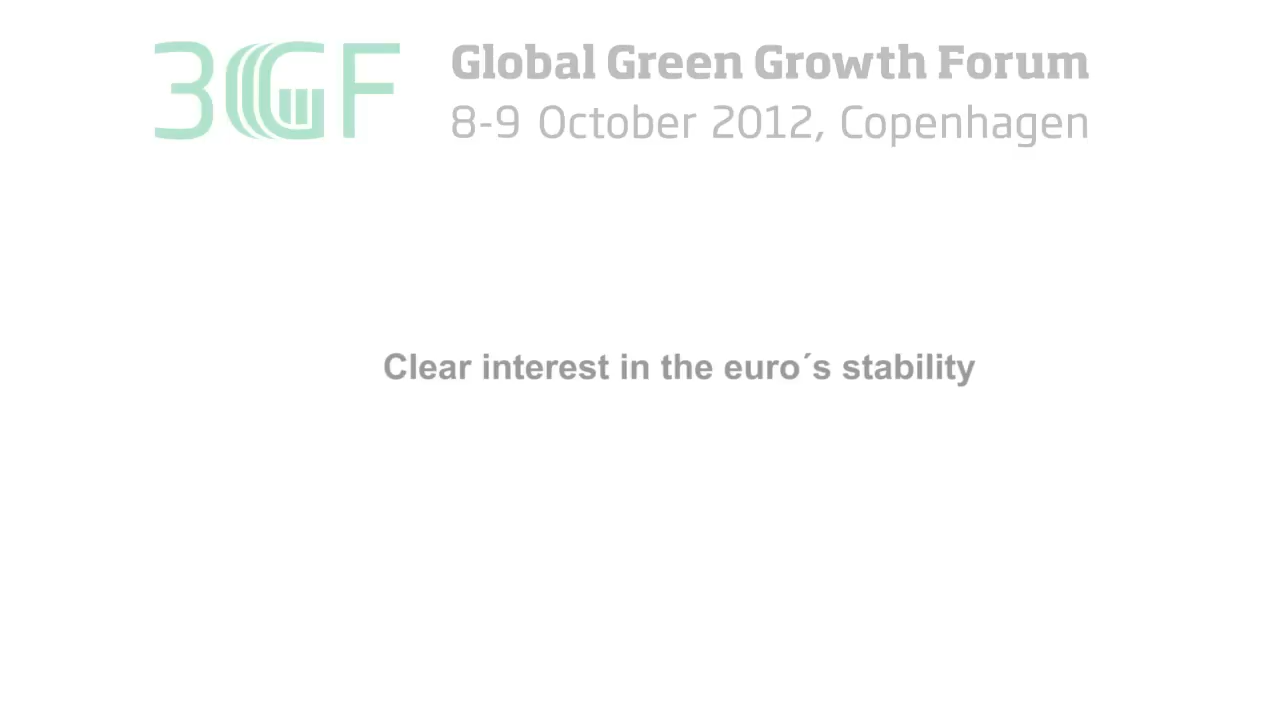 3GF
Global Green Growth Forum
8-9 October 2012, Copenhagen
Clear interest in the euro´s stability